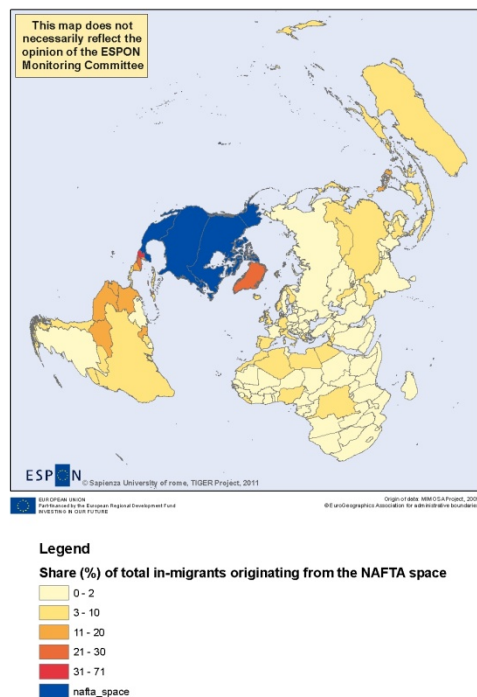 This map does not
necessarily reflect the
opinion of the ESPON
Monitoring Committee
ESPON
© Sapienza University of rome, TIGER Project, 2011
EUROPEAN UNION
Part-financed by the European Regional Development Fund
INVESTING IN OUR FUTURE
Origin of data: MIMOSA Project,
© EuroGeographics Association for administrative boundaries
Legend
Share (%) of total in-migrants originating from the NAFTA space
0 - 2
3 - 10
11 - 20
21 - 30
31 - 71
nafta_space